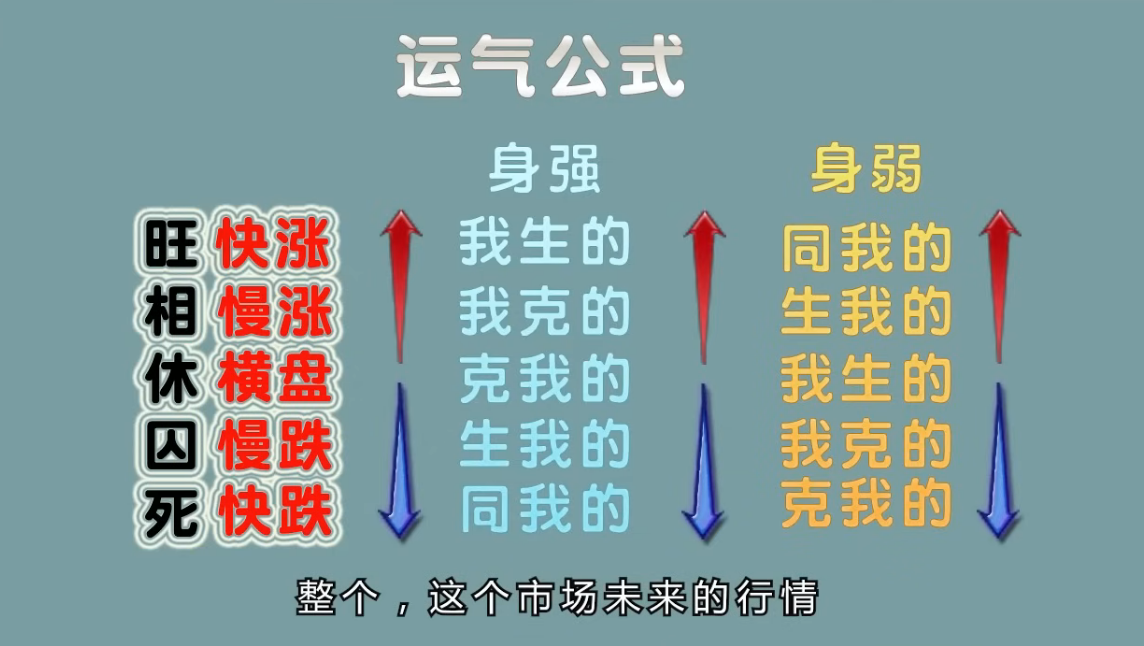 运气公式
身强 身弱
旺 快涨 我生的 同我的
相 慢涨 我克的 生我的
休 横盘 克我的 我生的
囚 慢跌 生我的 我克的
死 快跌 同我的 克我的
整个，这个市场未来的行情